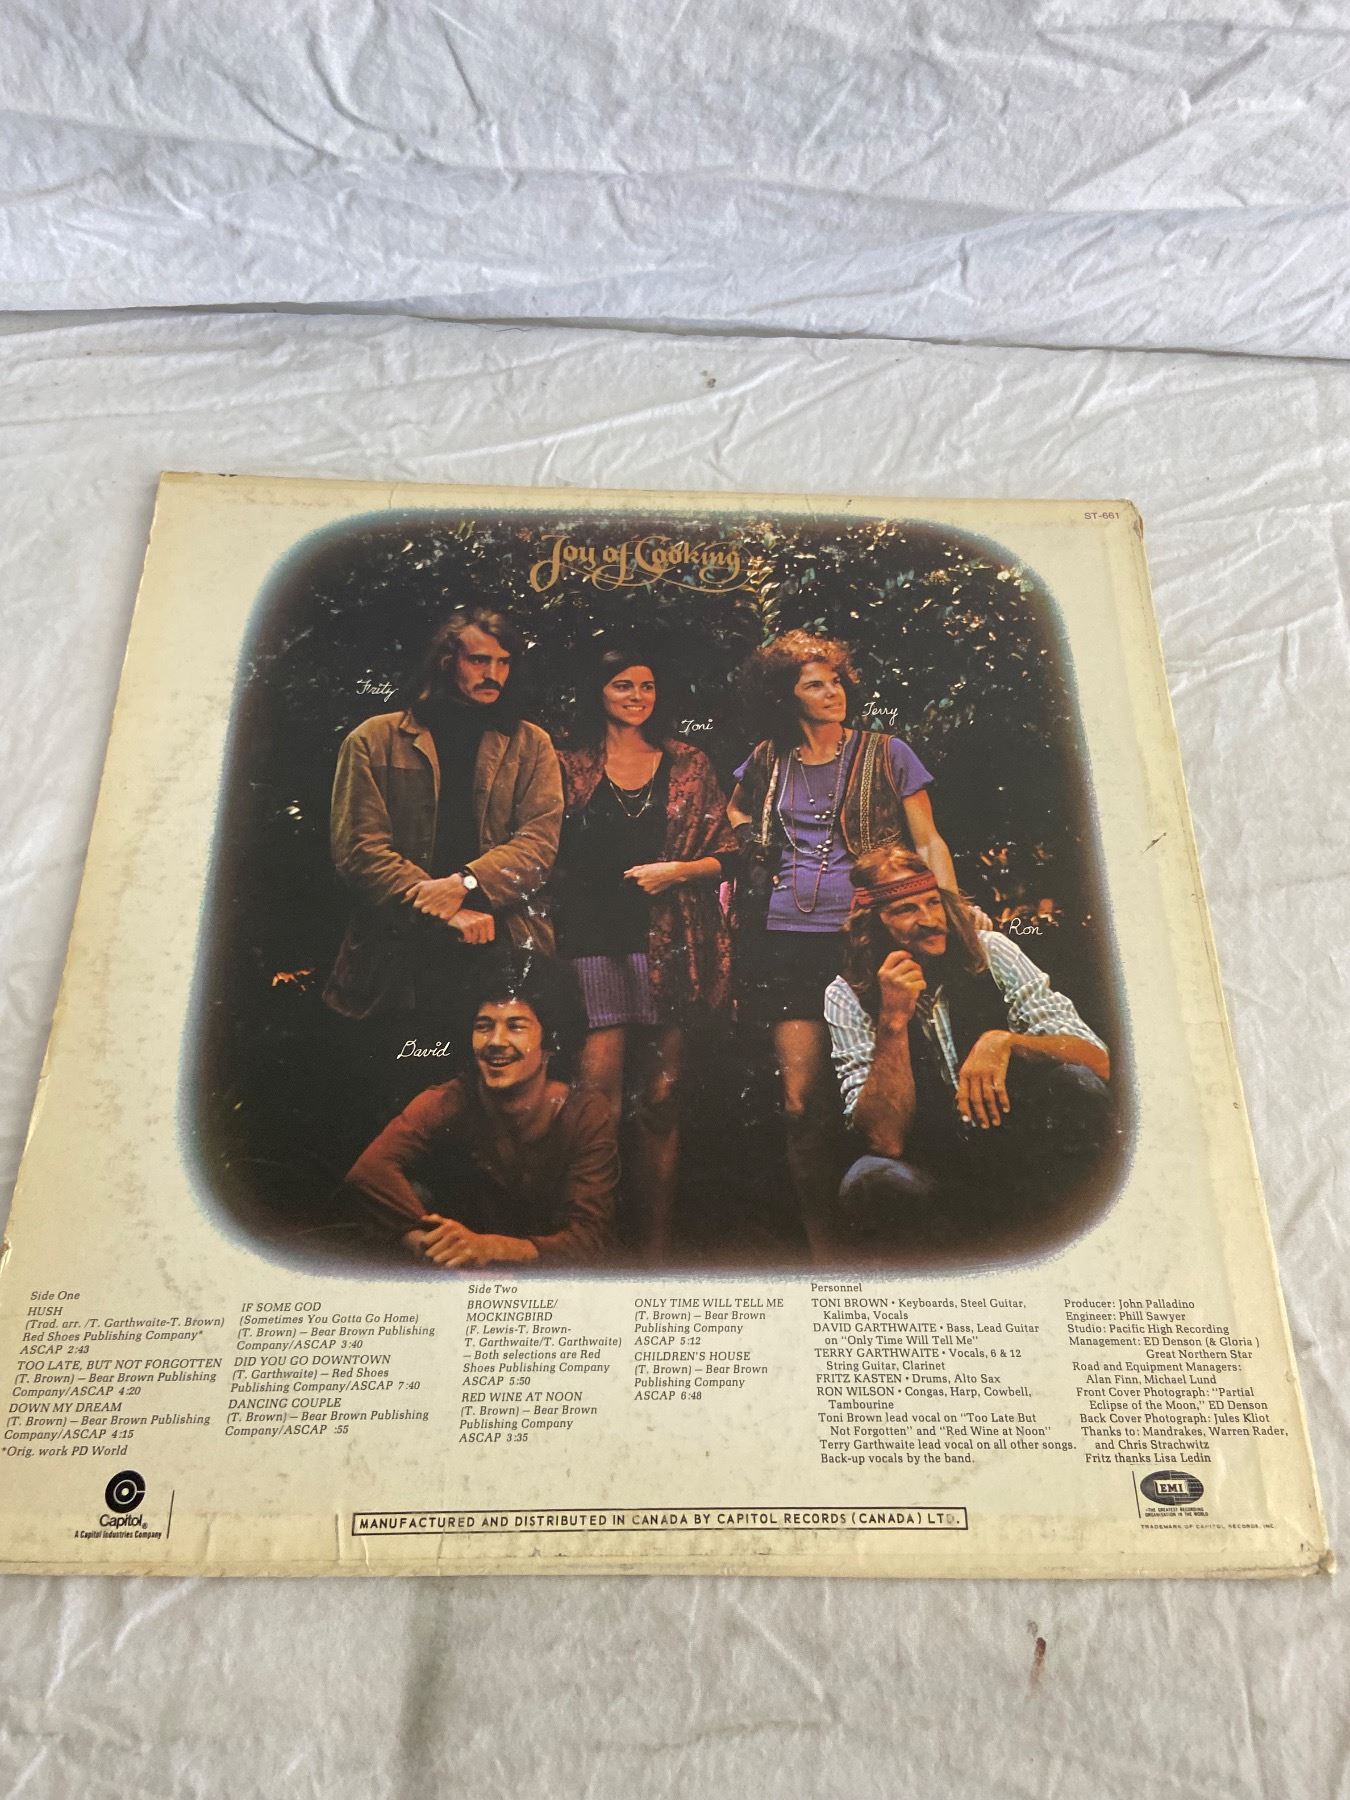 ST-661
Joy of Cooking
Fritz
Toni
Terry
Ron
David
Side One
HUSH
(Trad. arr. /T. Garthwaite-T. Brown)
Red Shoes Publishing Company*
ASCAP 2:43
TOO LATE, BUT NOT FORGOTTEN
(T. Brown) — Bear Brown Publishing
Company/ASCAP 4:20
DOWN MY DREAM
(T. Brown) — Bear Brown Publishing
Company/ASCAP 4:15
*Orig. work PD World
IF SOME GOD
(Sometimes You Gotta Go Home)
(T. Brown) — Bear Brown Publishing
Company/ASCAP 3:40
DID YOU GO DOWNTOWN
(T. Garthwaite) — Red Shoes
Publishing Company/ASCAP 7:40
DANCING COUPLE
(T. Brown) — Bear Brown Publishing
Company/ASCAP :55
Side Two
BROWNSVILLE/
MOCKINGBIRD
(F. Lewis-T. Brown-
T. Garthwaite/T. Garthwaite)
— Both selections are Red
Shoes Publishing Company
ASCAP 5:50
RED WINE AT NOON
(T. Brown) — Bear Brown
Publishing Company
ASCAP 3:35
ONLY TIME WILL TELL ME
(T. Brown) — Bear Brown
Publishing Company
ASCAP 5:12
CHILDREN'S HOUSE
(T. Brown) — Bear Brown
Publishing Company
ASCAP 6:48
Personnel
TONI BROWN • Keyboards, Steel Guitar,
Kalimba, Vocals
DAVID GARTHWAITE • Bass, Lead Guitar
on "Only Time Will Tell Me"
TERRY GARTHWAITE • Vocals, 6 & 12
String Guitar, Clarinet
FRITZ KASTEN • Drums, Alto Sax
RON WILSON • Congas, Harp, Cowbell,
Tambourine
Toni Brown lead vocal on "Too Late But
Not Forgotten" and "Red Wine at Noon"
Terry Garthwaite lead vocal on all other songs.
Back-up vocals by the band.
Producer: John Palladino
Engineer: Phill Sawyer
Studio: Pacific High Recording
Management: ED Denson (& Gloria)
Great Northern Star
Road and Equipment Managers:
Alan Finn, Michael Lund
Front Cover Photograph: "Partial
Eclipse of the Moon," ED Denson
Back Cover Photograph: Jules Kliot
Thanks to: Mandrakes, Warren Rader,
and Chris Strachwitz
Fritz thanks Lisa Ledin
Capitol®
A Capitol Industries Company
MANUFACTURED AND DISTRIBUTED IN CANADA BY CAPITOL RECORDS (CANADA) LTD.
EMI
•THE GREATEST RECORDING
ORGANISATION IN THE WORLD
TRADEMARK OF CAPITOL RECORDS, INC.